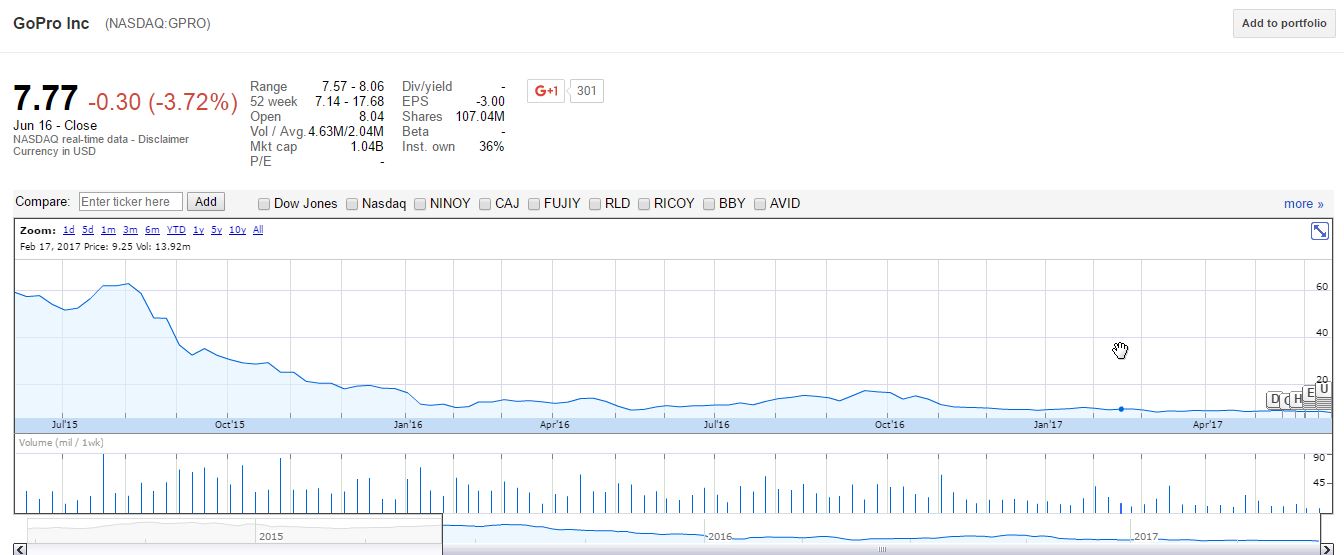 GoPro Inc (NASDAQ:GPRO)
Add to portfolio
7.77 -0.30 (-3.72%)
Jun 16 - Close
NASDAQ real-time data - Disclaimer
Currency in USD
Range 7.57 - 8.06
52 week 7.14 - 17.68
Open 8.04
Vol / Avg. 4.63M/2.04M
Mkt cap 1.04B
P/E -
Div/yield -
EPS -3.00
Shares 107.04M
Beta -
Inst. own 36%
G+1 301
Compare: Enter ticker here Add Dow Jones Nasdaq NINOY CAJ FUJIY RLD RICOY BBY AVID more »
Zoom: 1d 5d 1m 3m 6m YTD 1y 5y 10y All
Feb 17, 2017 Price: 9.25 Vol: 13.92m
60
40
20
D G H E U
Jul'15 Oct'15 Jan'16 Apr'16 Jul'16 Oct'16 Jan'17 Apr'17
Volume (mil / 1wk)
90
45
2015 2016 2017